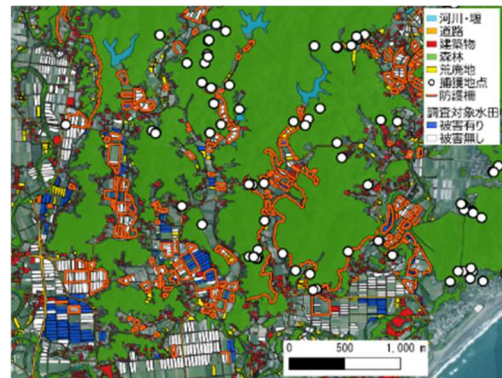 河川・堰
道路
建築物
森林
荒廃地
捕獲地点
防護柵
調査対象水田
被害有り
被害無し
0 500 1,000 m